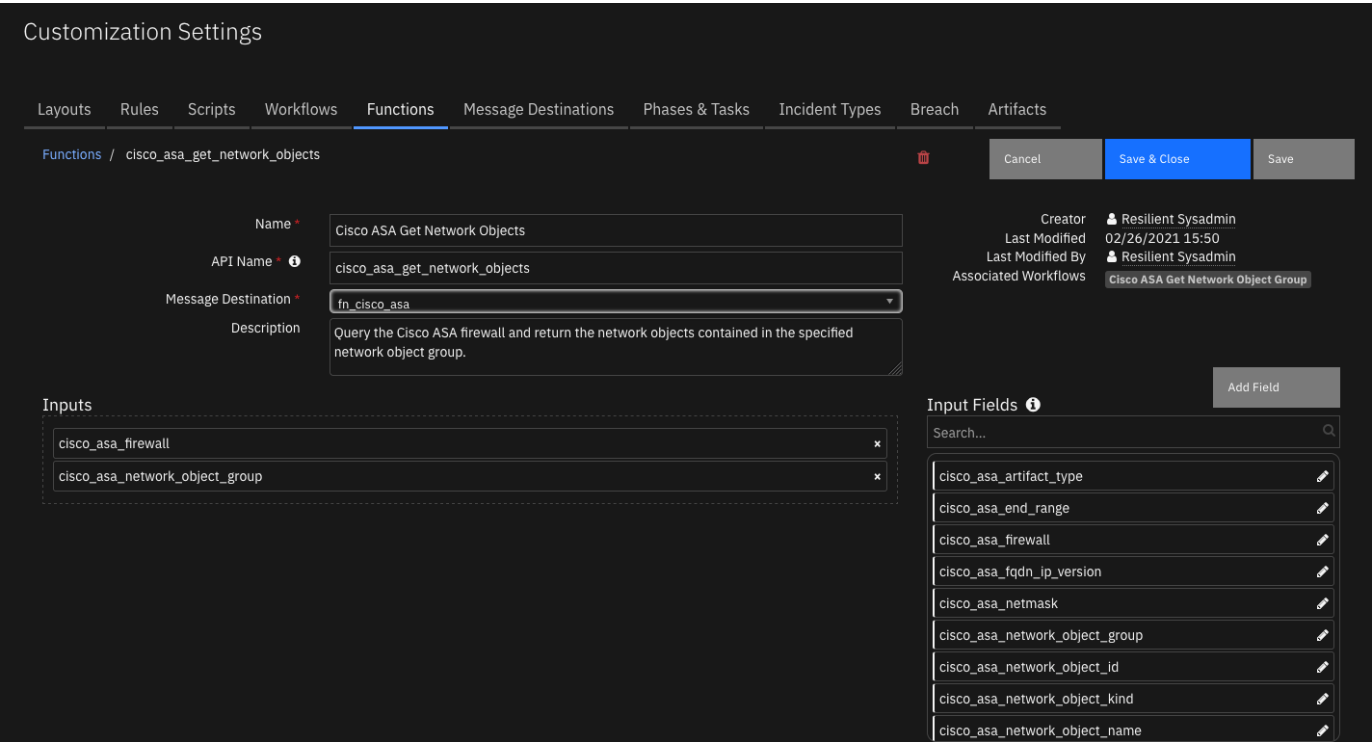 Customization Settings
Layouts Rules Scripts Workflows Functions Message Destinations Phases & Tasks Incident Types Breach Artifacts
Functions / cisco_asa_get_network_objects
Cancel Save & Close Save
Name * Cisco ASA Get Network Objects
API Name * cisco_asa_get_network_objects
Message Destination * fn_cisco_asa
Description Query the Cisco ASA firewall and return the network objects contained in the specified
network object group.
Creator Resilient Sysadmin
Last Modified 02/26/2021 15:50
Last Modified By Resilient Sysadmin
Associated Workflows Cisco ASA Get Network Object Group
Inputs
cisco_asa_firewall ×
cisco_asa_network_object_group ×
Add Field
Input Fields
Search...
cisco_asa_artifact_type
cisco_asa_end_range
cisco_asa_firewall
cisco_asa_fqdn_ip_version
cisco_asa_netmask
cisco_asa_network_object_group
cisco_asa_network_object_id
cisco_asa_network_object_kind
cisco_asa_network_object_name